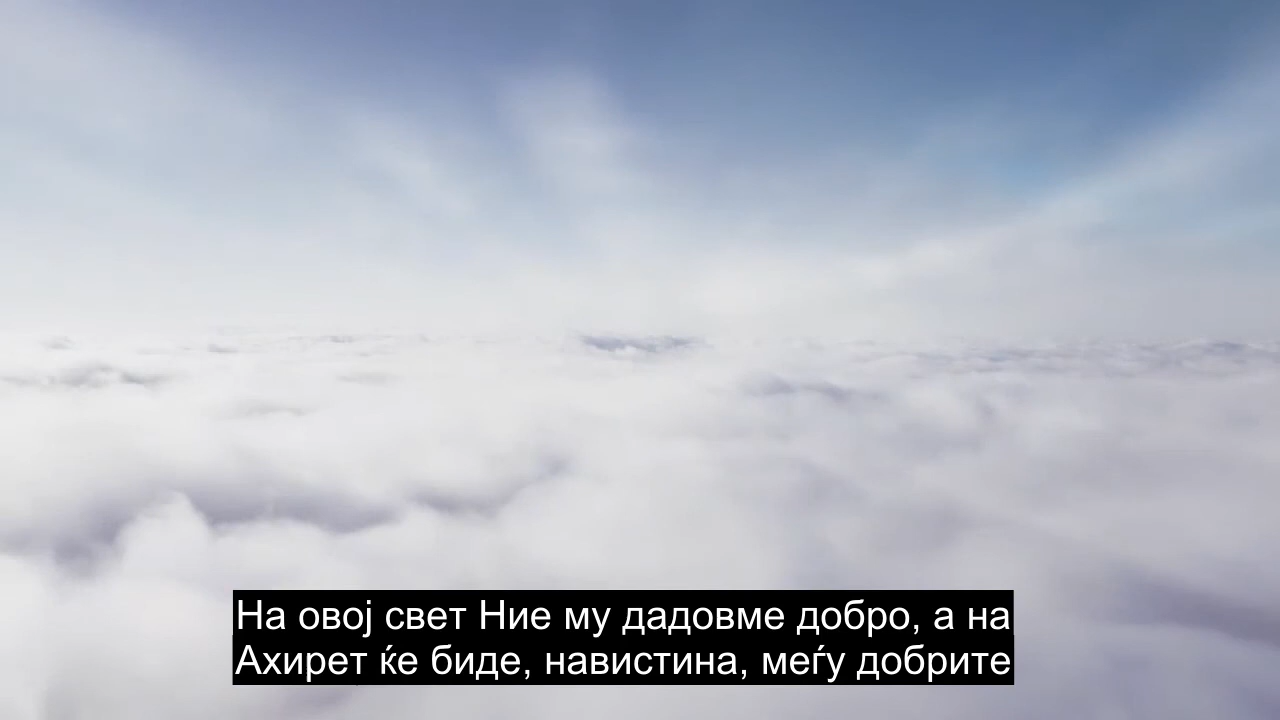 На овој свет Ние му дадовме добро, а на
Ахирет ќе биде, навистина, меѓу добрите